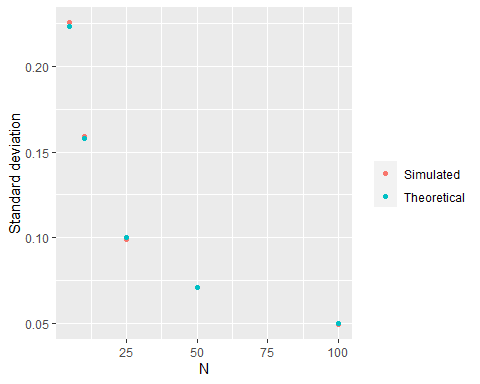 0.20
0.15
0.10
0.05
Standard deviation
25 50 75 100
N
Simulated
Theoretical